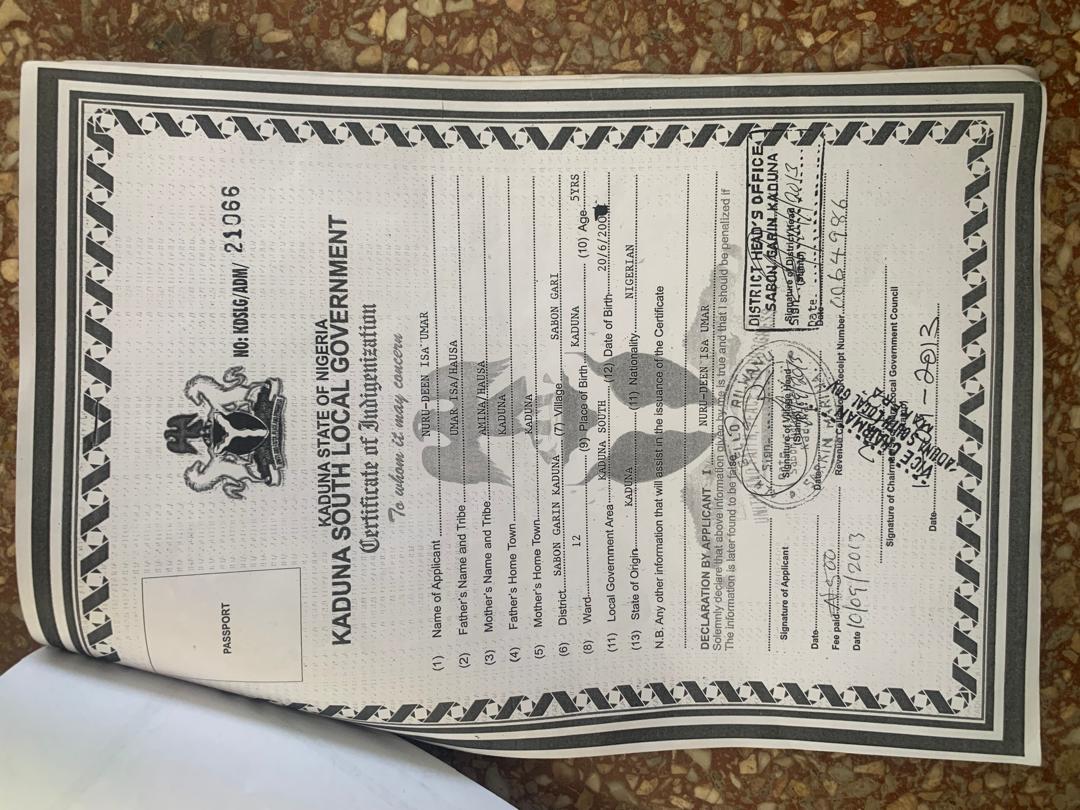 NO: KDSLG/ADM/ 21066
PASSPORT
KADUNA STATE OF NIGERIA
KADUNA SOUTH LOCAL GOVERNMENT
Certificate of Indigenization
To whom it may concern
(1) Name of Applicant NURU-DEEN ISA UMAR
(2) Father's Name and Tribe UMAR ISA/HAUSA
(3) Mother's Name and Tribe AMINA/HAUSA
(4) Father's Home Town KADUNA
(5) Mother's Home Town KADUNA
(6) District SABON GARIN KADUNA (7) Village SABON GARI
(8) Ward 12 (9) Place of Birth KADUNA (10) Age 5YRS
(11) Local Government Area KADUNA SOUTH (12) Date of Birth 20/6/200
(13) State of Origin KADUNA (11) Nationality NIGERIAN
N.B. Any other information that will assist in the issuance of the Certificate
DECLARATION BY APPLICANT I NURU-DEEN ISA UMAR
Solemnly declare that above information given by me is true and that I should be penalized if
The information is later found to be false
DISTRICT HEAD'S OFFICE
SABON GARIN KADUNA
Signature of District Head
Sign
Date
Date
Signature of Village Head
Sign
Date
Signature of Applicant
Date
Fee paid N500 Revenue Receipt Number 2064986
Date 10/09/2013
VICE CHAIRMAN
Signature of Chairman Local Government Council
Date 2013